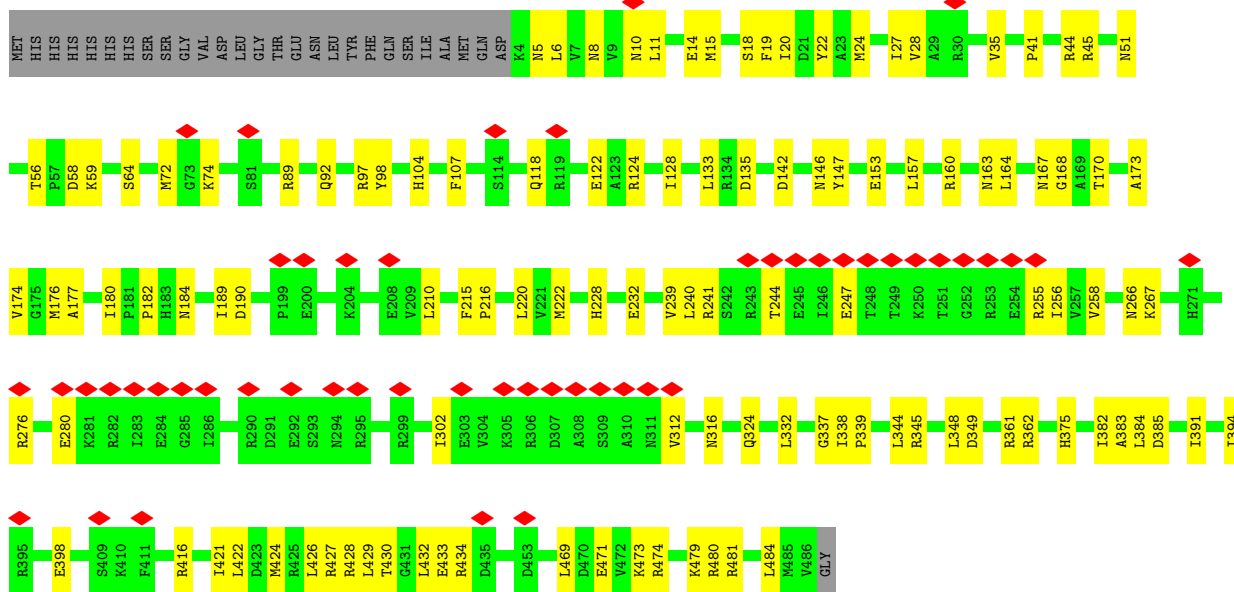 MET HIS HIS HIS HIS HIS HIS SER SER GLY VAL ASP LEU GLY THR GLU ASN LEU TYR PHE GLN SER ILE ALA MET GLN ASP K4 N5 L6 V7 N8 V9 N10 L11 E14 M15 S18 F19 I20 D21 Y22 A23 M24 I27 V28 A29 R30 V35 P41 R44 R45 N51
T56 P57 D58 K59 S64 M72 G73 K74 S81 R89 Q92 R97 Y98 H104 F107 S114 Q118 R119 E122 A123 R124 I128 L133 R134 D135 D142 N146 Y147 E153 L157 R160 N163 L164 N167 G168 A169 T170 A173
V174 G175 M176 A177 I180 P181 P182 H183 N184 I189 D190 P199 E200 K204 E208 V209 L210 F215 P216 L220 V221 M222 H228 E232 V239 L240 R241 S242 R243 T244 E245 I246 E247 T248 T249 K250 T251 G252 R253 E254 R255 I256 V257 V258 N266 K267 H271
R276 E280 K281 R282 I283 E284 G285 I286 R290 D291 E292 S293 N294 R295 R299 I302 E303 V304 K305 R306 D307 A308 S309 A310 N311 V312 N316 Q324 L332 G337 I338 P339 L344 R345 L348 D349 R361 R362 H375 I382 A383 L384 D385 I391 I394
R395 E398 S409 K410 F411 R416 I421 L422 D423 M424 R425 L426 R427 R428 L429 T430 G431 L432 E433 R434 D435 D453 L469 D470 E471 V472 K473 R474 K479 R480 R481 L484 M485 V486 GLY